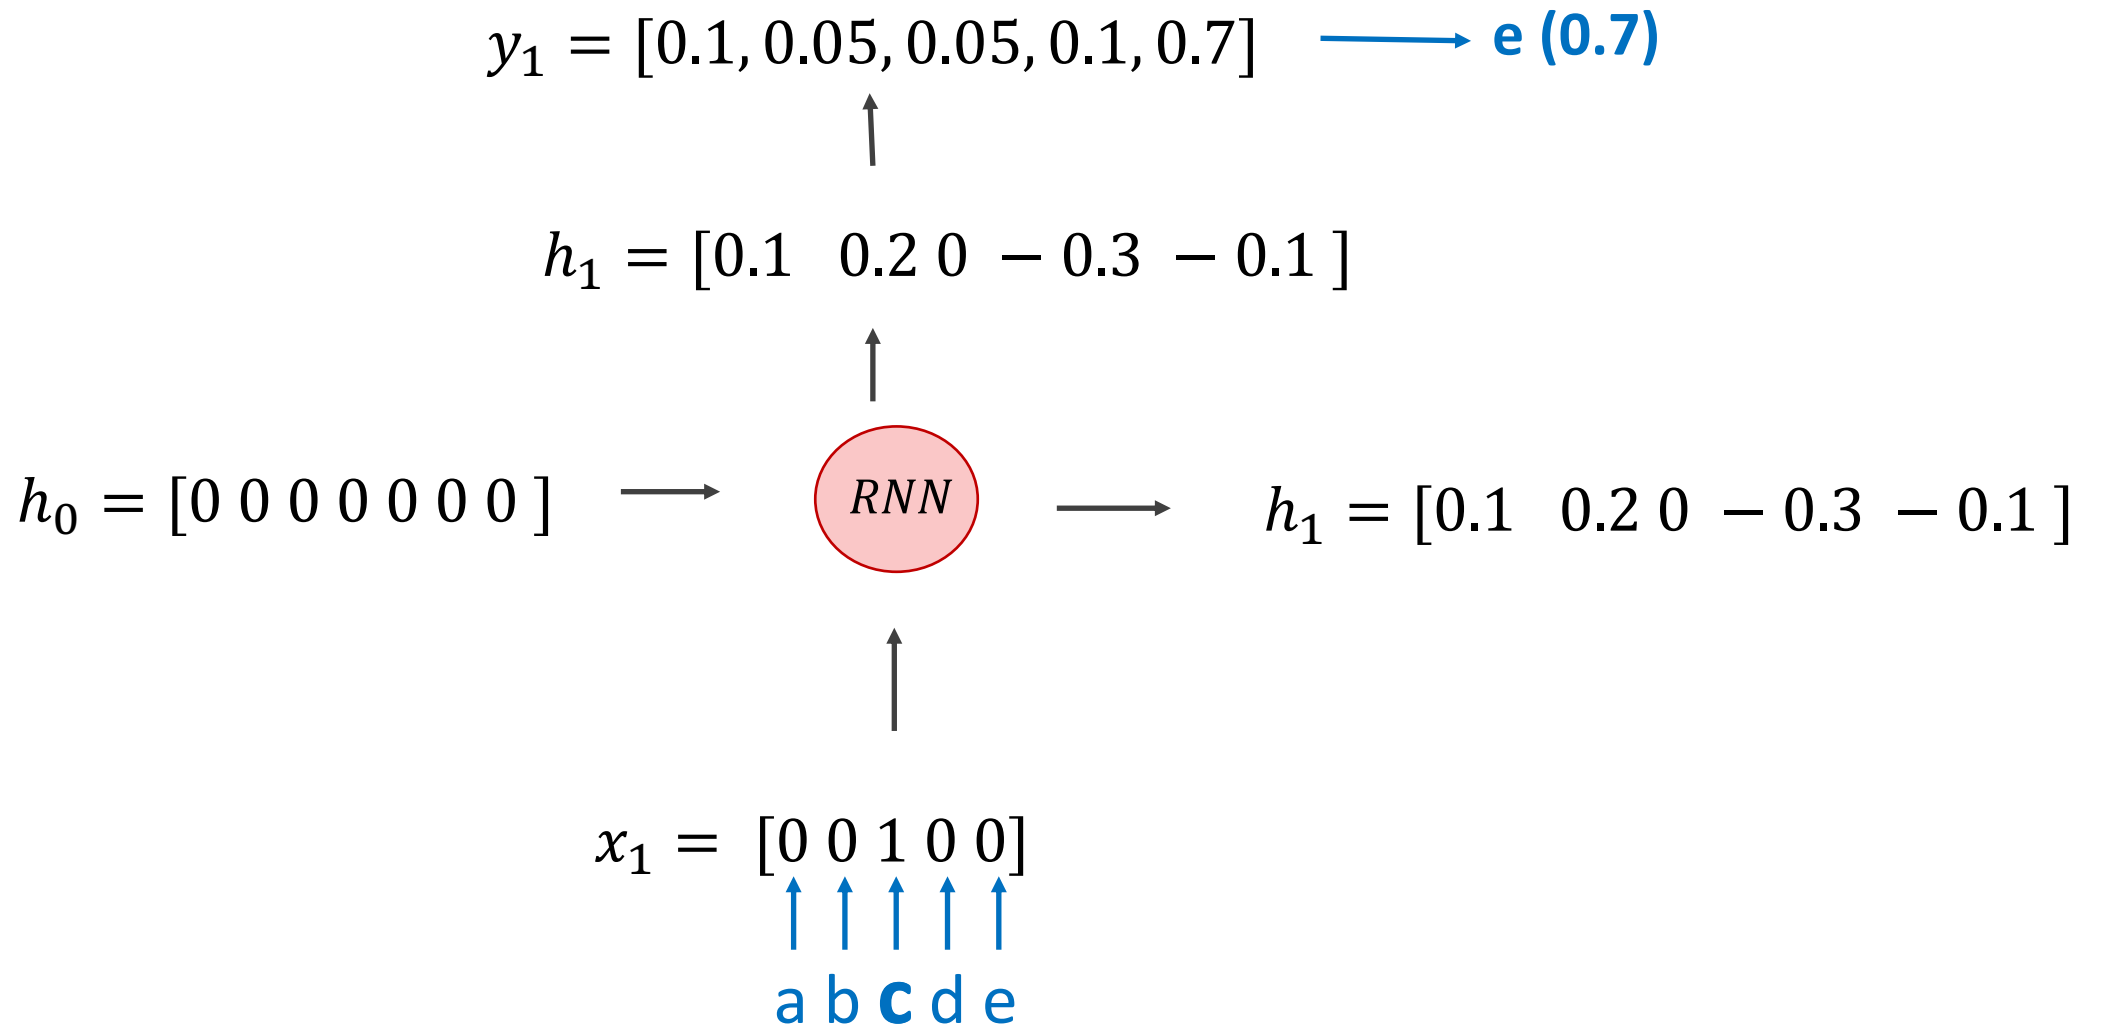 y₁ = [0.1, 0.05, 0.05, 0.1, 0.7] e (0.7)
h₁ = [0.1 0.2 0 − 0.3 − 0.1 ]
h₀ = [0 0 0 0 0 0 0 ] RNN h₁ = [0.1 0.2 0 − 0.3 − 0.1 ]
x₁ = [0 0 1 0 0]
a b c d e